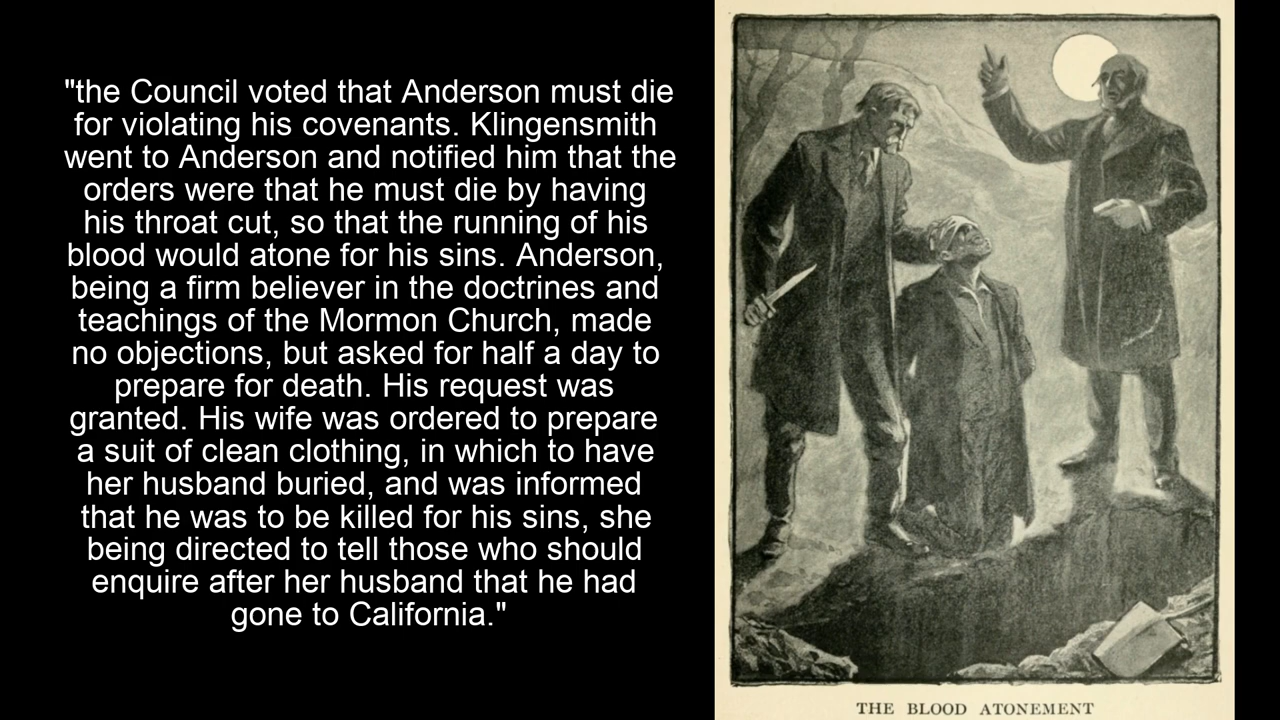 "the Council voted that Anderson must die
for violating his covenants. Klingensmith
went to Anderson and notified him that the
orders were that he must die by having
his throat cut, so that the running of his
blood would atone for his sins. Anderson,
being a firm believer in the doctrines and
teachings of the Mormon Church, made
no objections, but asked for half a day to
prepare for death. His request was
granted. His wife was ordered to prepare
a suit of clean clothing, in which to have
her husband buried, and was informed
that he was to be killed for his sins, she
being directed to tell those who should
enquire after her husband that he had
gone to California."
THE BLOOD ATONEMENT